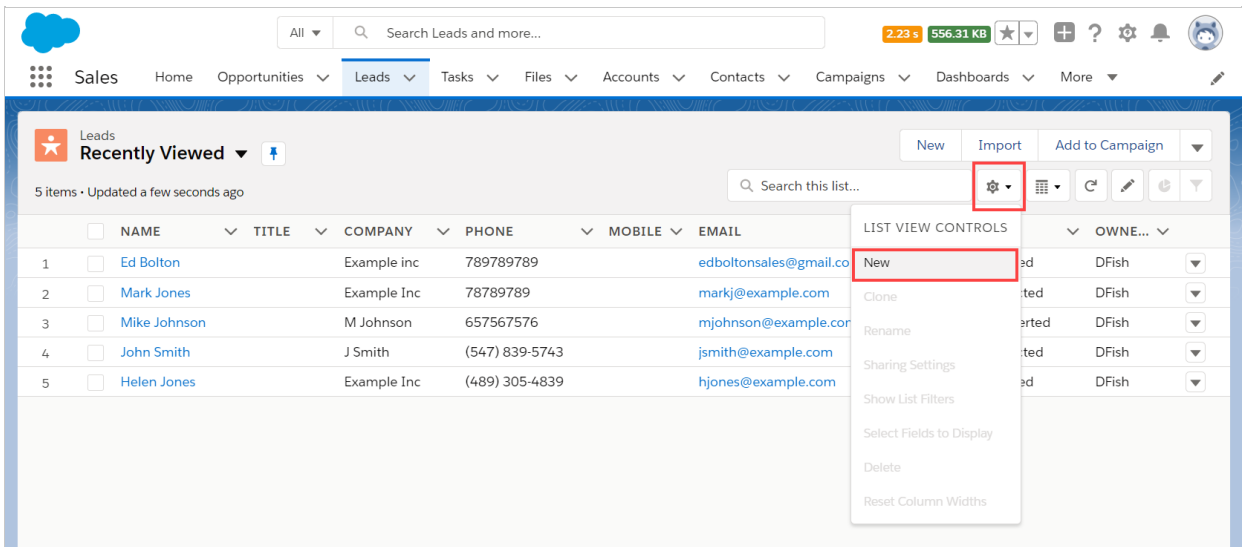 All Search Leads and more... 2.23 s 556.31 KB
Sales Home Opportunities Leads Tasks Files Accounts Contacts Campaigns Dashboards More
Leads
Recently Viewed
New Import Add to Campaign
5 items • Updated a few seconds ago
Search this list...
NAME TITLE COMPANY PHONE MOBILE EMAIL OWNE...
1 Ed Bolton Example inc 789789789 edboltonsales@gmail.co ed DFish
2 Mark Jones Example Inc 78789789 markj@example.com cted DFish
3 Mike Johnson M Johnson 657567576 mjohnson@example.com erted DFish
4 John Smith J Smith (547) 839-5743 jsmith@example.com cted DFish
5 Helen Jones Example Inc (489) 305-4839 hjones@example.com ed DFish
LIST VIEW CONTROLS
New
Clone
Rename
Sharing Settings
Show List Filters
Select Fields to Display
Delete
Reset Column Widths